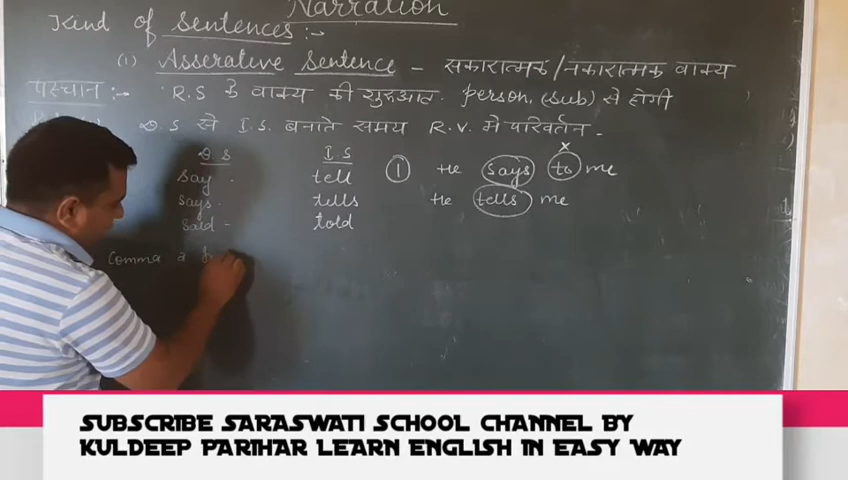 Narration
Kind of Sentences :-
(1) Asserative Sentence - सकारात्मक/नकारात्मक वाक्य
पहचान :- R.S के वाक्य की शुरुआत person, (sub) से होगी
D.S से I.S. बनाते समय R.V. में परिवर्तन -
D.S I.S
say tell ① He says to me
says tells He tells me
said - told
Comma a
SUBSCRIBE SARASWATI SCHOOL CHANNEL BY
KULDEEP PARIHAR LEARN ENGLISH IN EASY WAY